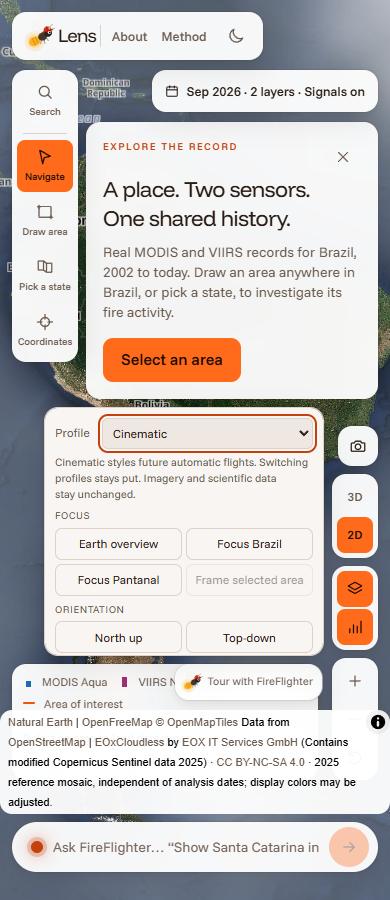 Lens
About
Method
Dominican
Republic
Search
Sep 2026 · 2 layers · Signals on
Navigate
Draw area
Pick a state
Coordinates
EXPLORE THE RECORD
A place. Two sensors.
One shared history.
Real MODIS and VIIRS records for Brazil,
2002 to today. Draw an area anywhere in
Brazil, or pick a state, to investigate its
fire activity.
Select an area
Bolivia
Profile
Cinematic
Cinematic styles future automatic flights. Switching
profiles stays put. Imagery and scientific data
stay unchanged.
FOCUS
Earth overview
Focus Brazil
Focus Pantanal
Frame selected area
ORIENTATION
North up
Top-down
3D
2D
MODIS Aqua
VIIRS N
Tour with FireFlighter
Area of interest
Natural Earth | OpenFreeMap © OpenMapTiles Data from
OpenStreetMap | EOxCloudless by EOX IT Services GmbH (Contains
modified Copernicus Sentinel data 2025) · CC BY-NC-SA 4.0 · 2025
reference mosaic, independent of analysis dates; display colors may be
adjusted.
Ask FireFlighter… “Show Santa Catarina in